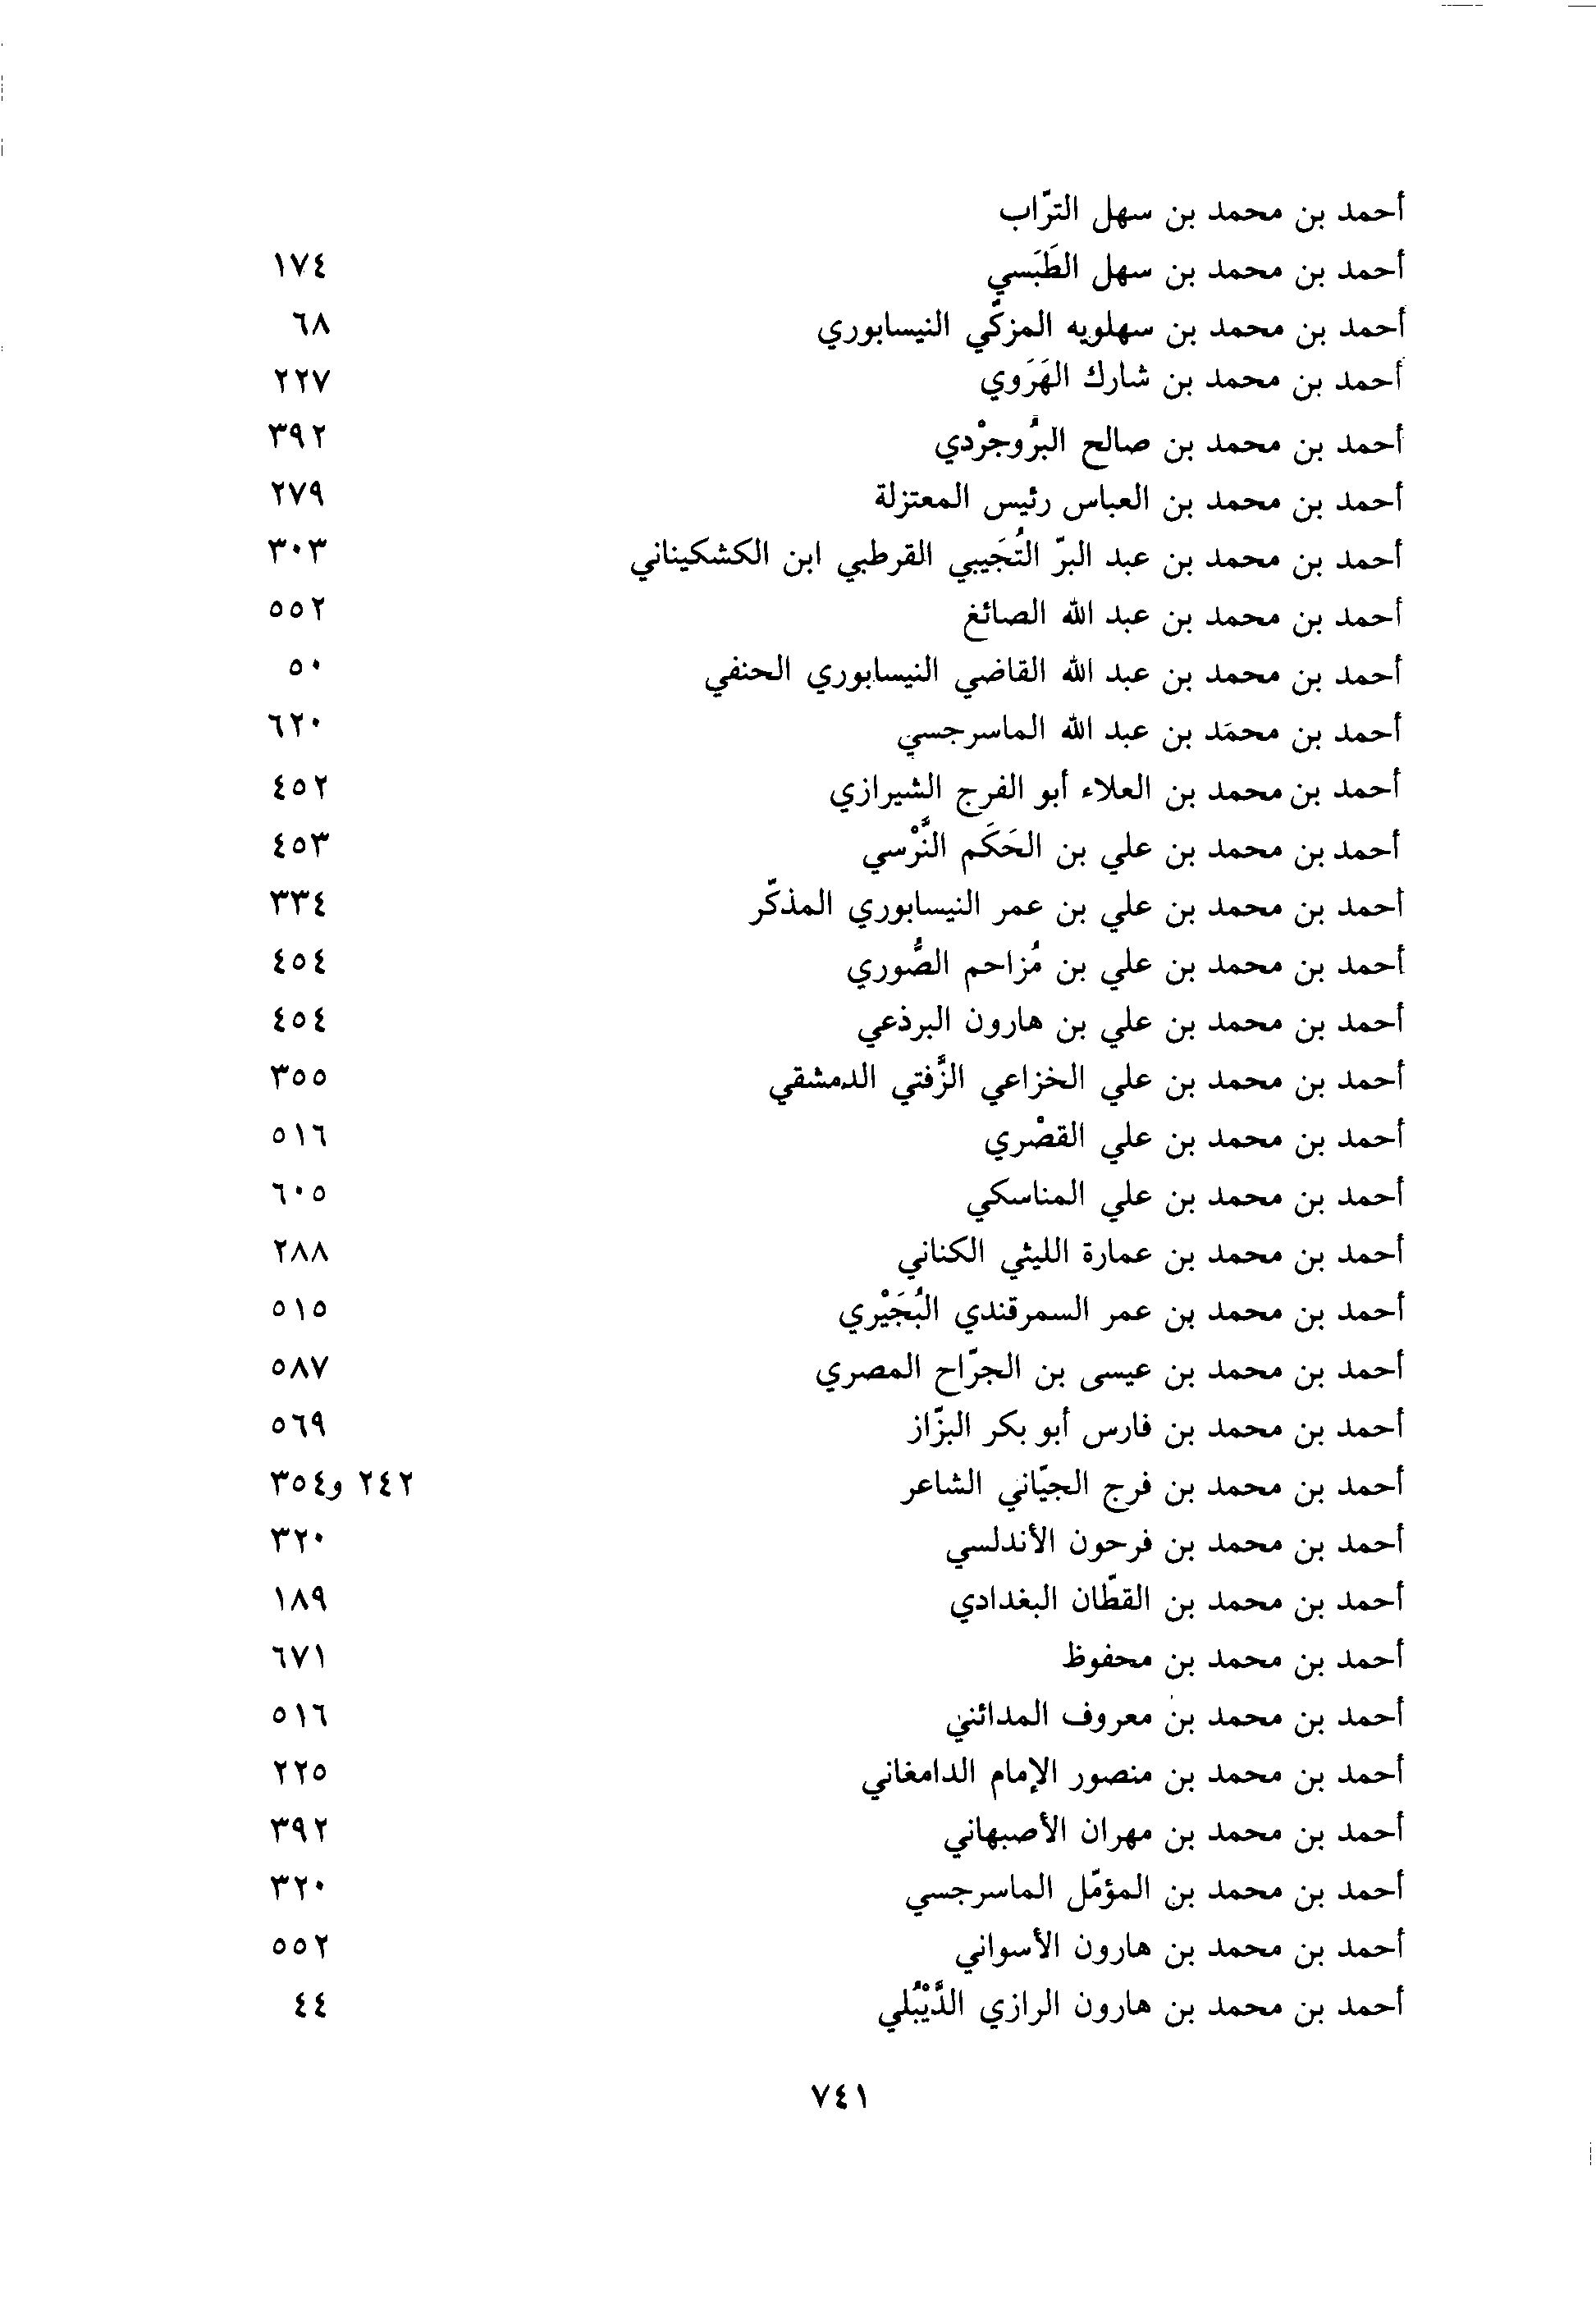 أحمد بن محمد بن سهل الترّاب
أحمد بن محمد بن سهل الطَبَسي ١٧٤
أحمد بن محمد بن سهلويه المزكّي النيسابوري ٦٨
أحمد بن محمد بن شارك الهَرَوي ٢٢٧
أحمد بن محمد بن صالح البرُوجرْدي ٣٩٢
أحمد بن محمد بن العباس رئيس المعتزلة ٢٧٩
أحمد بن محمد بن عبد البرّ التُجَيبي القرطبي ابن الكشكيناني ٣٠٣
أحمد بن محمد بن عبد الله الصائغ ٥٥٢
أحمد بن محمد بن عبد الله القاضي النيسابوري الحنفي ٥٠
أحمد بن محمَد بن عبد الله الماسرجسي ٦٢٠
أحمد بن محمد بن العلاء أبو الفرج الشيرازي ٤٥٢
أحمد بن محمد بن علي بن الحَكَم النَّرْسي ٤٥٣
أحمد بن محمد بن علي بن عمر النيسابوري المذكّر ٣٣٤
أحمد بن محمد بن علي بن مُزاحم الصُّوري ٤٥٤
أحمد بن محمد بن علي بن هارون البرذعي ٤٥٤
أحمد بن محمد بن علي الخزاعي الزَّفتي الدمشقي ٣٥٥
أحمد بن محمد بن علي القصْري ٥١٦
أحمد بن محمد بن علي المناسكي ٦٠٥
أحمد بن محمد بن عمارة الليثي الكناني ٢٨٨
أحمد بن محمد بن عمر السمرقندي البُجَيْري ٥١٥
أحمد بن محمد بن عيسى بن الجرّاح المصري ٥٨٧
أحمد بن محمد بن فارس أبو بكر البزّاز ٥٦٩
أحمد بن محمد بن فرج الجيّاني الشاعر ٢٤٢ و٣٥٤
أحمد بن محمد بن فرحون الأندلسي ٣٢٠
أحمد بن محمد بن القطّان البغدادي ١٨٩
أحمد بن محمد بن محفوظ ٦٧١
أحمد بن محمد بن معروف المدائني ٥١٦
أحمد بن محمد بن منصور الإمام الدامغاني ٢٢٥
أحمد بن محمد بن مهران الأصبهاني ٣٩٢
أحمد بن محمد بن المؤمّل الماسرجسي ٣٢٠
أحمد بن محمد بن هارون الأسواني ٥٥٢
أحمد بن محمد بن هارون الرازي الدَّيْبُلي ٤٤
٧٤١